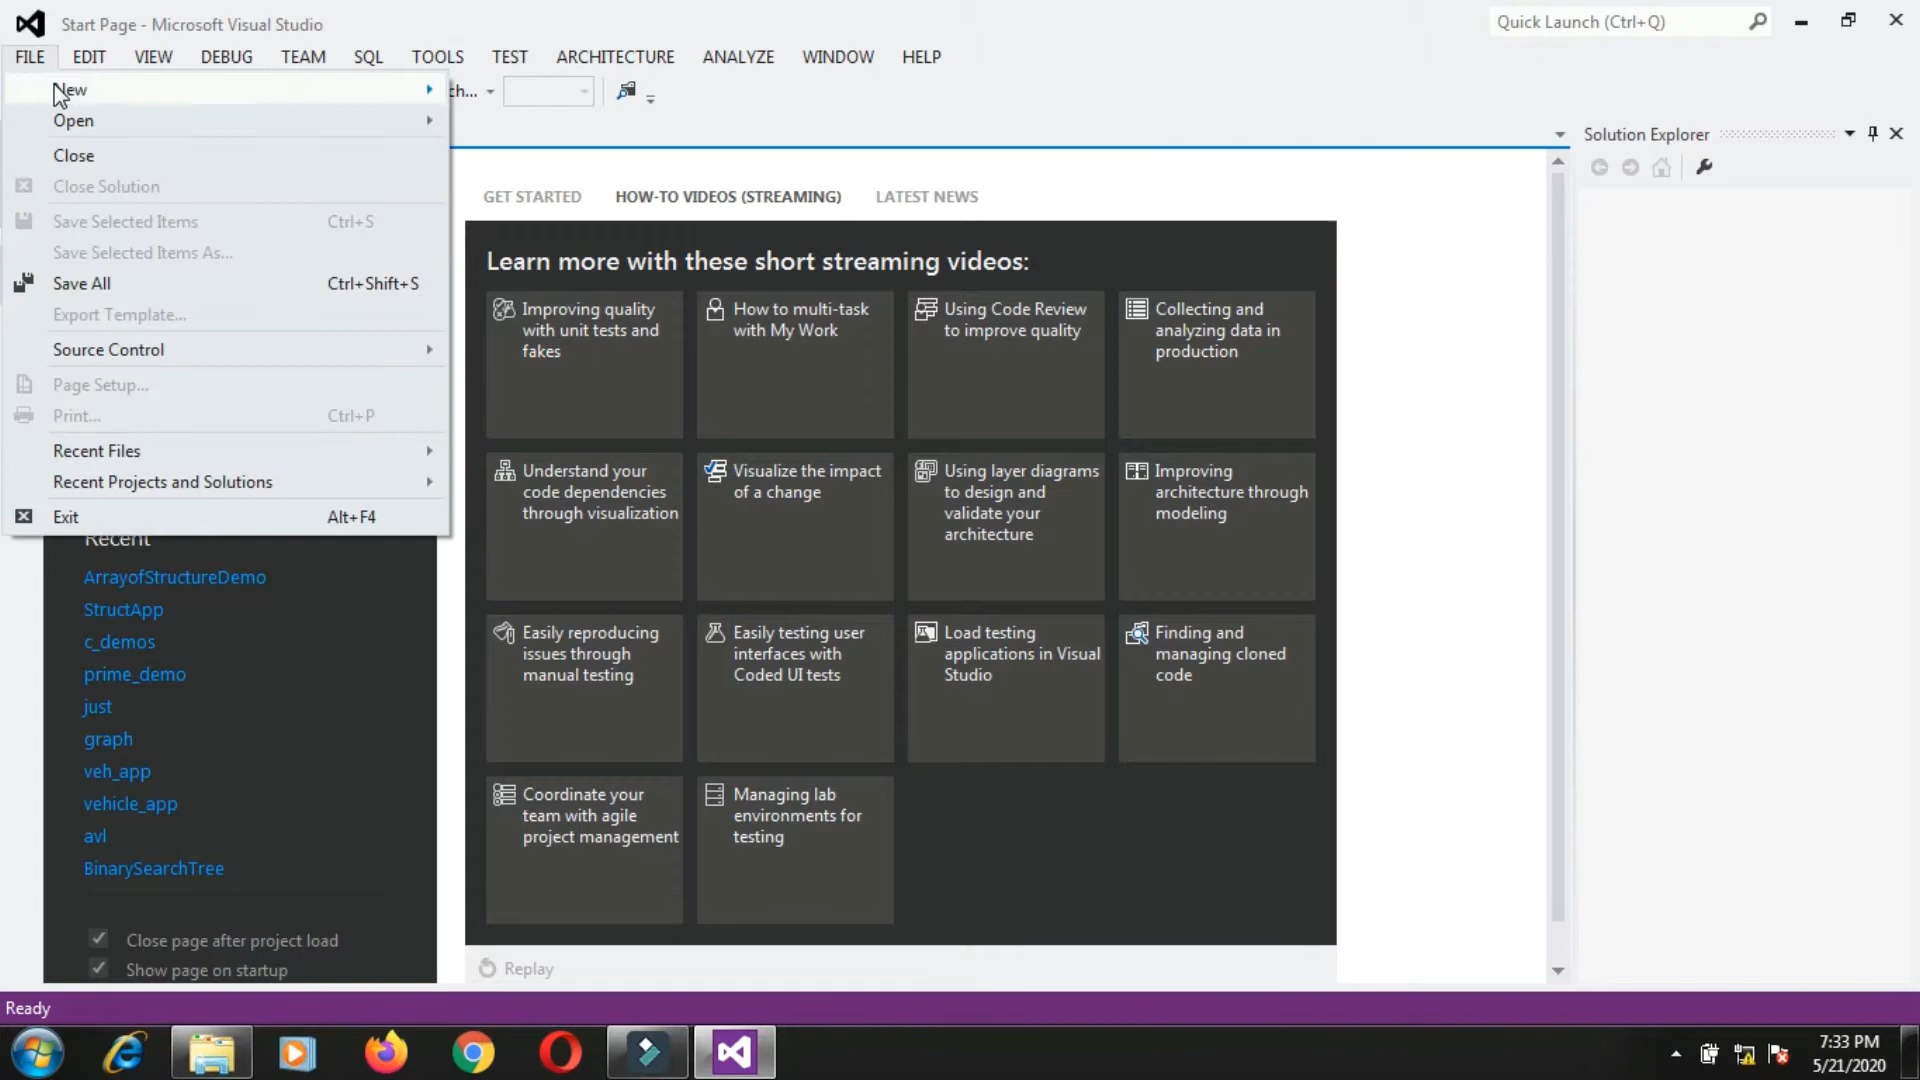 Start Page - Microsoft Visual Studio
Quick Launch (Ctrl+Q)
FILE EDIT VIEW DEBUG TEAM SQL TOOLS TEST ARCHITECTURE ANALYZE WINDOW HELP
New
Open
Close
Close Solution
Save Selected Items Ctrl+S
Save Selected Items As...
Save All Ctrl+Shift+S
Export Template...
Source Control
Page Setup...
Print... Ctrl+P
Recent Files
Recent Projects and Solutions
Exit Alt+F4
Recent
ArrayofStructureDemo
StructApp
c_demos
prime_demo
just
graph
veh_app
vehicle_app
avl
BinarySearchTree
Close page after project load
Show page on startup
ch...
GET STARTED HOW-TO VIDEOS (STREAMING) LATEST NEWS
Learn more with these short streaming videos:
Improving quality
with unit tests and
fakes
How to multi-task
with My Work
Using Code Review
to improve quality
Collecting and
analyzing data in
production
Understand your
code dependencies
through visualization
Visualize the impact
of a change
Using layer diagrams
to design and
validate your
architecture
Improving
architecture through
modeling
Easily reproducing
issues through
manual testing
Easily testing user
interfaces with
Coded UI tests
Load testing
applications in Visual
Studio
Finding and
managing cloned
code
Coordinate your
team with agile
project management
Managing lab
environments for
testing
Replay
Solution Explorer
Ready
7:33 PM
5/21/2020